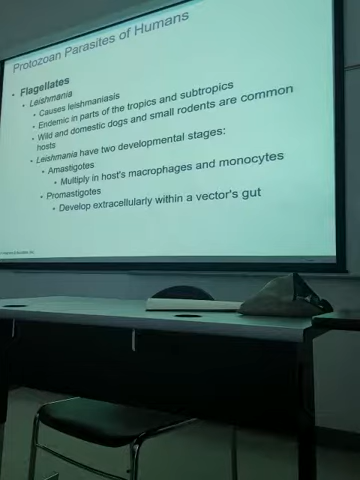 Protozoan Parasites of Humans
• Flagellates
• Leishmania
• Causes leishmaniasis
• Endemic in parts of the tropics and subtropics
• Wild and domestic dogs and small rodents are common
hosts
• Leishmania have two developmental stages:
• Amastigotes
• Multiply in host's macrophages and monocytes
• Promastigotes
• Develop extracellularly within a vector's gut